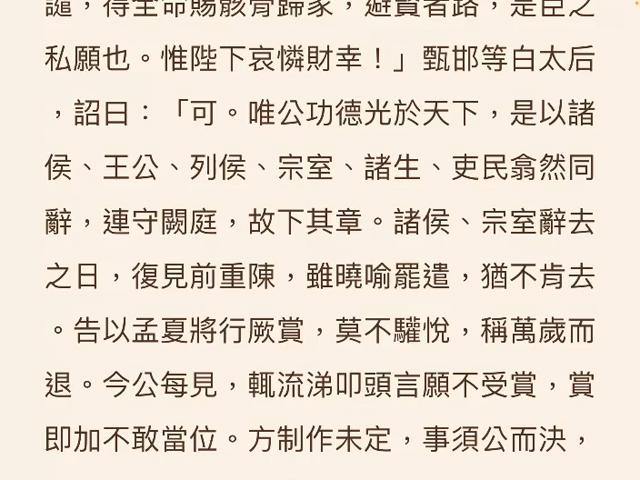 譴，得全命賜骸骨歸家，避賢者路，是臣之
私願也。惟陛下哀憐財幸！」甄邯等白太后
，詔曰：「可。唯公功德光於天下，是以諸
侯、王公、列侯、宗室、諸生、吏民翕然同
辭，連守闕庭，故下其章。諸侯、宗室辭去
之日，復見前重陳，雖曉喻罷遣，猶不肯去
。告以孟夏將行厥賞，莫不驩悅，稱萬歲而
退。今公每見，輒流涕叩頭言願不受賞，賞
即加不敢當位。方制作未定，事須公而決，